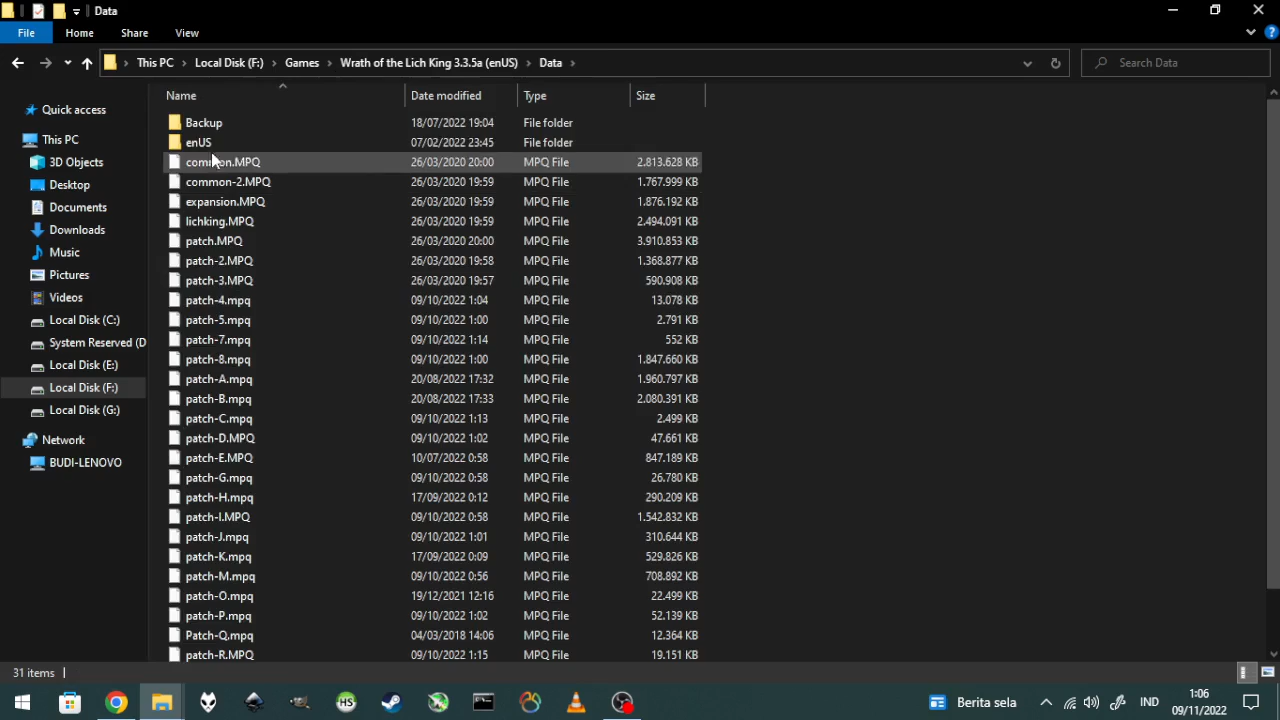 Data
File Home Share View
This PC Local Disk (F:) Games Wrath of the Lich King 3.3.5a (enUS) Data Search Data
Name Date modified Type Size
Quick access
This PC
3D Objects
Desktop
Documents
Downloads
Music
Pictures
Videos
Local Disk (C:)
System Reserved (D
Local Disk (E:)
Local Disk (F:)
Local Disk (G:)
Network
BUDI-LENOVO
Backup 18/07/2022 19:04 File folder
enUS 07/02/2022 23:45 File folder
common.MPQ 26/03/2020 20:00 MPQ File 2.813.628 KB
common-2.MPQ 26/03/2020 19:59 MPQ File 1.767.999 KB
expansion.MPQ 26/03/2020 19:59 MPQ File 1.876.192 KB
lichking.MPQ 26/03/2020 19:59 MPQ File 2.494.091 KB
patch.MPQ 26/03/2020 20:00 MPQ File 3.910.853 KB
patch-2.MPQ 26/03/2020 19:58 MPQ File 1.368.877 KB
patch-3.MPQ 26/03/2020 19:57 MPQ File 590.908 KB
patch-4.mpq 09/10/2022 1:04 MPQ File 13.078 KB
patch-5.mpq 09/10/2022 1:00 MPQ File 2.791 KB
patch-7.mpq 09/10/2022 1:14 MPQ File 552 KB
patch-8.mpq 09/10/2022 1:00 MPQ File 1.847.660 KB
patch-A.mpq 20/08/2022 17:32 MPQ File 1.960.797 KB
patch-B.mpq 20/08/2022 17:33 MPQ File 2.080.391 KB
patch-C.mpq 09/10/2022 1:13 MPQ File 2.499 KB
patch-D.MPQ 09/10/2022 1:02 MPQ File 47.661 KB
patch-E.MPQ 10/07/2022 0:58 MPQ File 847.189 KB
patch-G.mpq 09/10/2022 0:58 MPQ File 26.780 KB
patch-H.mpq 17/09/2022 0:12 MPQ File 290.209 KB
patch-I.MPQ 09/10/2022 0:58 MPQ File 1.542.832 KB
patch-J.mpq 09/10/2022 1:01 MPQ File 310.644 KB
patch-K.mpq 17/09/2022 0:09 MPQ File 529.826 KB
patch-M.mpq 09/10/2022 0:56 MPQ File 708.892 KB
patch-O.mpq 19/12/2021 12:16 MPQ File 22.499 KB
patch-P.mpq 09/10/2022 1:02 MPQ File 52.139 KB
Patch-Q.mpq 04/03/2018 14:06 MPQ File 12.364 KB
patch-R.MPQ 09/10/2022 1:15 MPQ File 19.151 KB
31 items
HS
Berita sela IND 1:06
09/11/2022